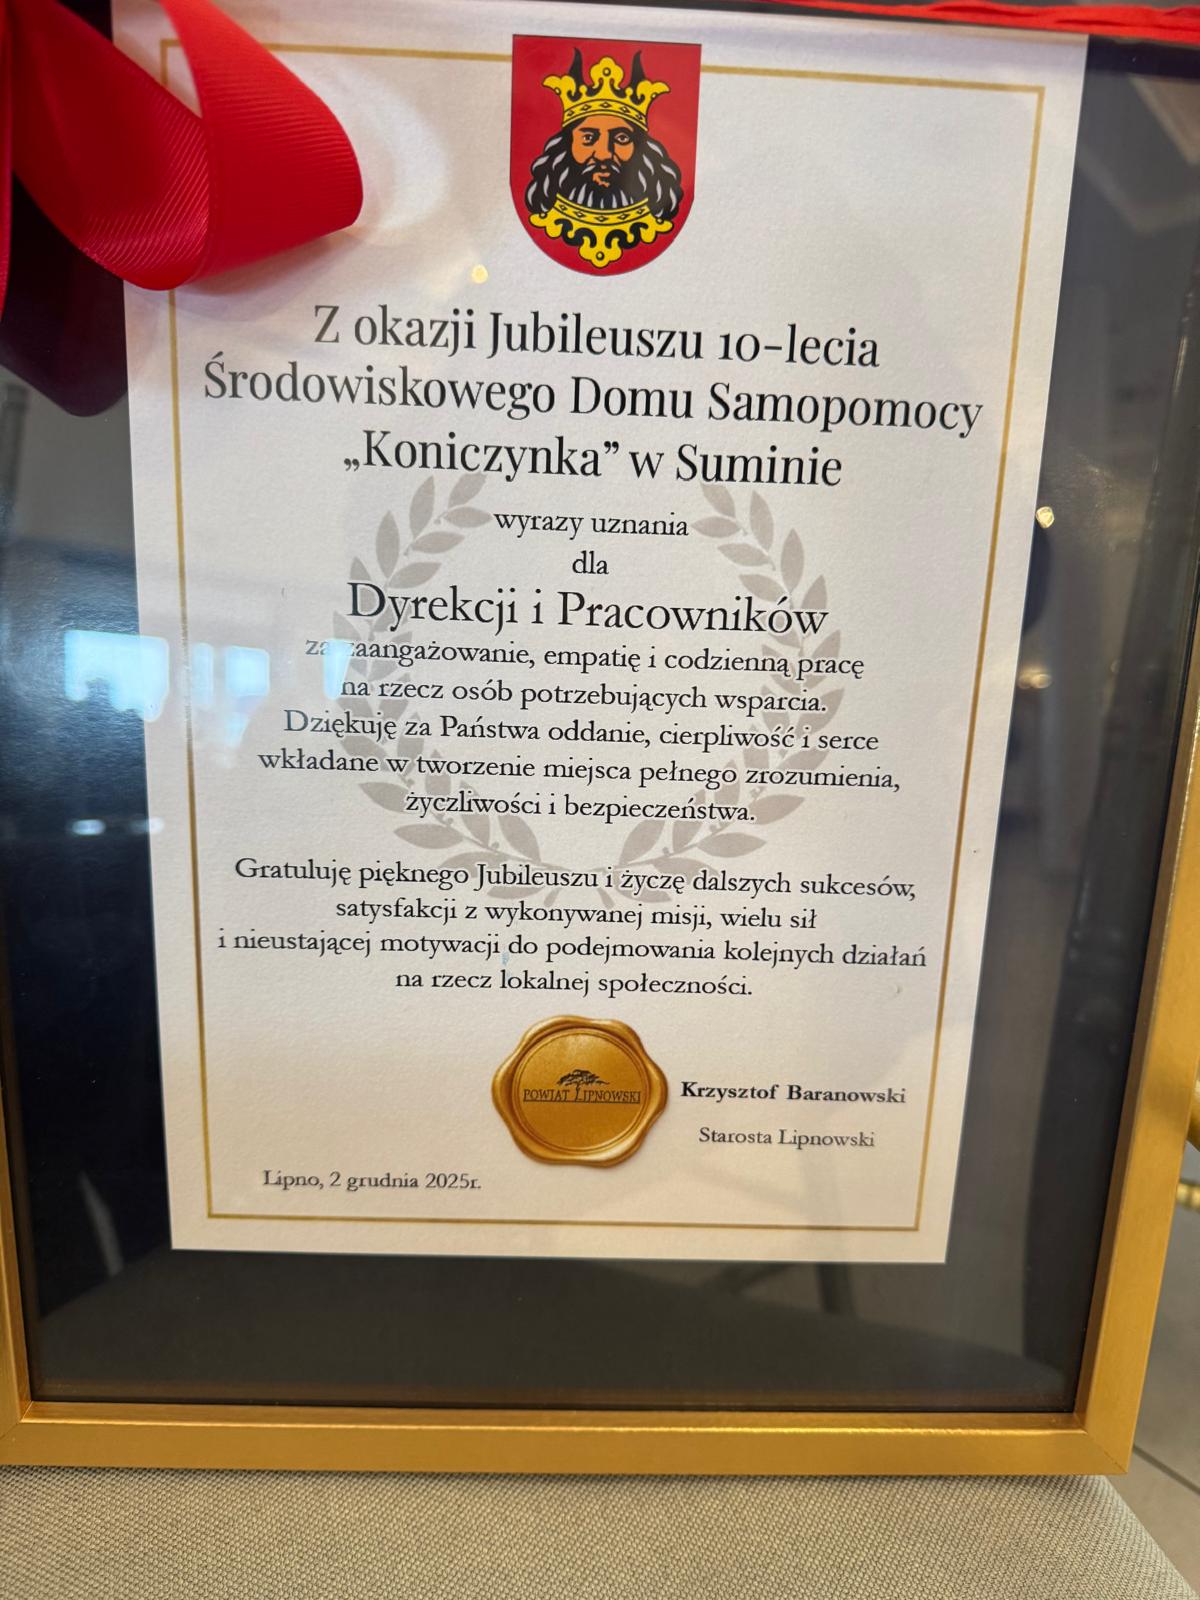 Z okazji Jubileuszu 10-lecia
Środowiskowego Domu Samopomocy
„Koniczynka” w Suminie
wyrazy uznania
dla
Dyrekcji i Pracowników
za zaangażowanie, empatię i codzienną pracę
na rzecz osób potrzebujących wsparcia.
Dziękuję za Państwa oddanie, cierpliwość i serce
wkładane w tworzenie miejsca pełnego zrozumienia,
życzliwości i bezpieczeństwa.
Gratuluję pięknego Jubileuszu i życzę dalszych sukcesów,
satysfakcji z wykonywanej misji, wielu sił
i nieustającej motywacji do podejmowania kolejnych działań
na rzecz lokalnej społeczności.
POWIAT LIPNOWSKI
Krzysztof Baranowski
Starosta Lipnowski
Lipno, 2 grudnia 2025r.